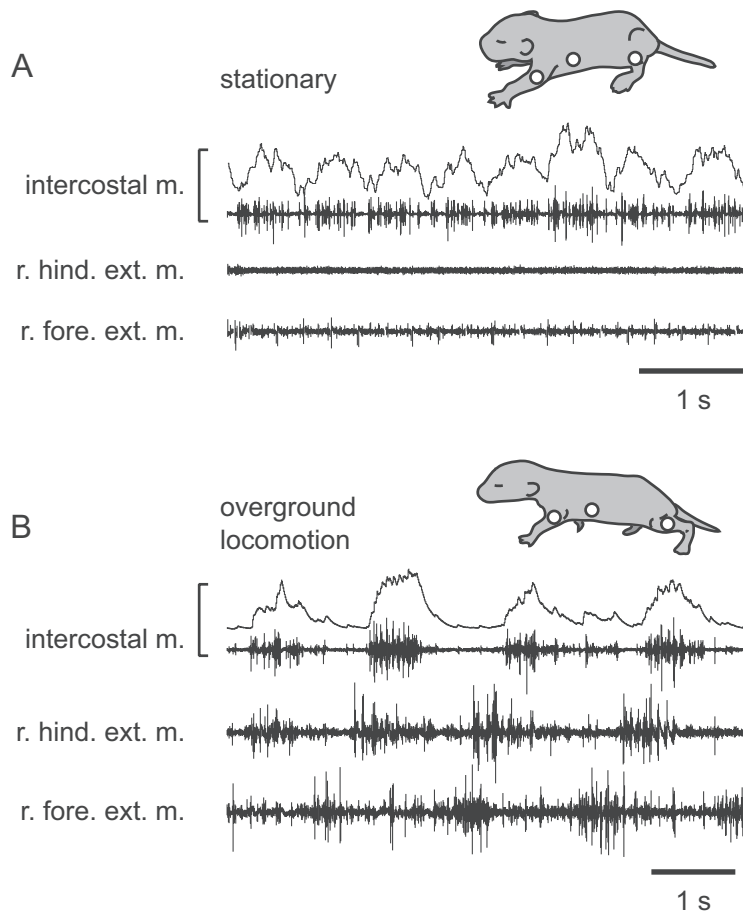 A
stationary
intercostal m.
r. hind. ext. m.
r. fore. ext. m.
1 s
B
overground
locomotion
intercostal m.
r. hind. ext. m.
r. fore. ext. m.
1 s